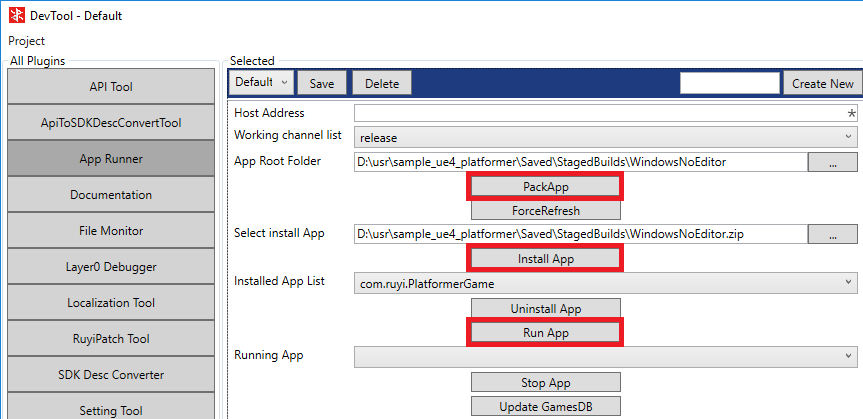 DevTool - Default
Project
All Plugins
API Tool
ApiToSDKDescConvertTool
App Runner
Documentation
File Monitor
Layer0 Debugger
Localization Tool
RuyiPatch Tool
SDK Desc Converter
Setting Tool
Selected
Default Save Delete Create New
Host Address *
Working channel list release
App Root Folder D:\usr\sample_ue4_platformer\Saved\StagedBuilds\WindowsNoEditor ...
PackApp
ForceRefresh
Select install App D:\usr\sample_ue4_platformer\Saved\StagedBuilds\WindowsNoEditor.zip ...
Install App
Installed App List com.ruyi.PlatformerGame
Uninstall App
Run App
Running App
Stop App
Update GamesDB